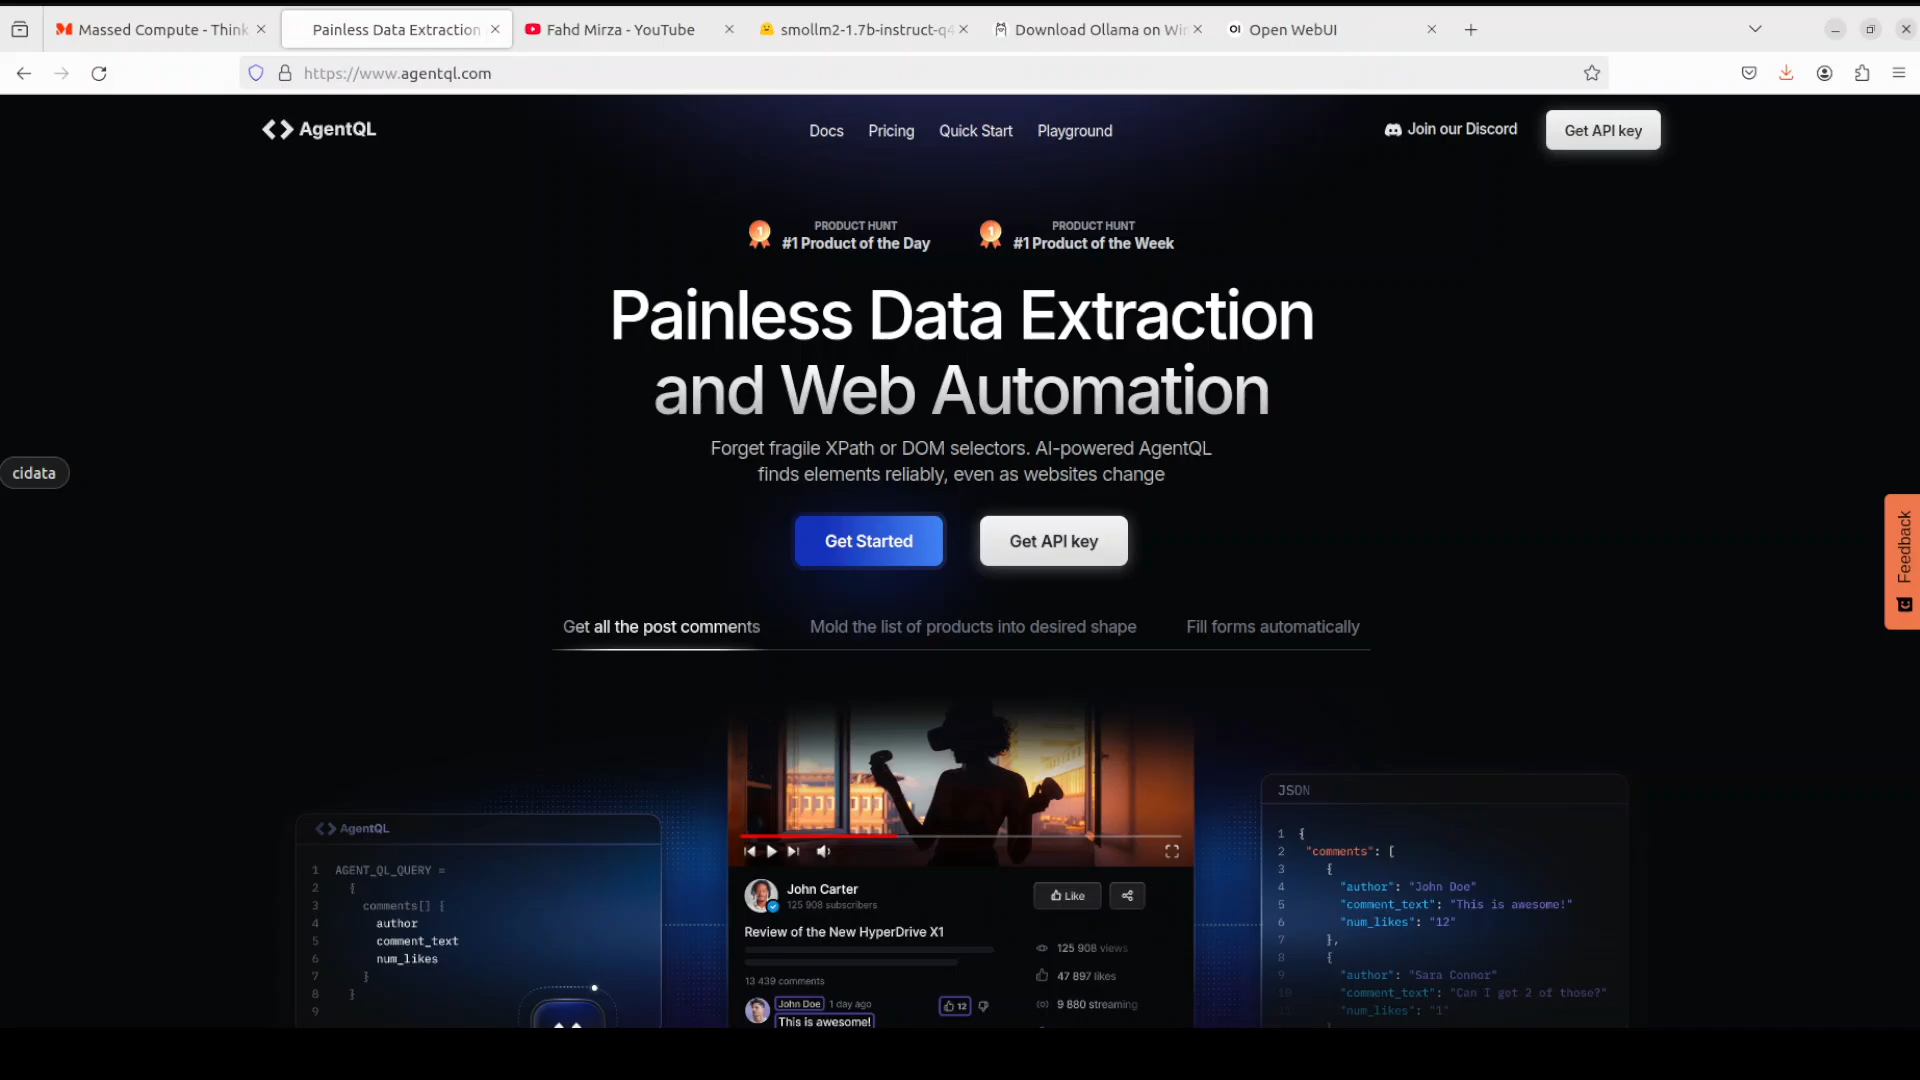 Massed Compute - Think
Painless Data Extraction
Fahd Mirza - YouTube
smollm2-1.7b-instruct-q4
Download Ollama on Win
OI Open WebUI
https://www.agentql.com
AgentQL
Docs
Pricing
Quick Start
Playground
Join our Discord
Get API key
1
PRODUCT HUNT
#1 Product of the Day
1
PRODUCT HUNT
#1 Product of the Week
Painless Data Extraction
and Web Automation
Forget fragile XPath or DOM selectors. AI-powered AgentQL
finds elements reliably, even as websites change
cidata
Get Started
Get API key
Feedback
Get all the post comments
Mold the list of products into desired shape
Fill forms automatically
AgentQL
1 AGENT_QL_QUERY =
2 {
3 comments[] {
4 author
5 comment_text
6 num_likes
7 }
8 }
9
John Carter
125 908 subscribers
Like
Review of the New HyperDrive X1
125 908 views
47 897 likes
9 880 streaming
13 439 comments
John Doe 1 day ago
12
This is awesome!
JSON
1 {
2 "comments": [
3 {
4 "author": "John Doe"
5 "comment_text": "This is awesome!"
6 "num_likes": "12"
7 },
8 {
9 "author": "Sara Connor"
10 "comment_text": "Can I get 2 of those?"
11 "num_likes": "1"